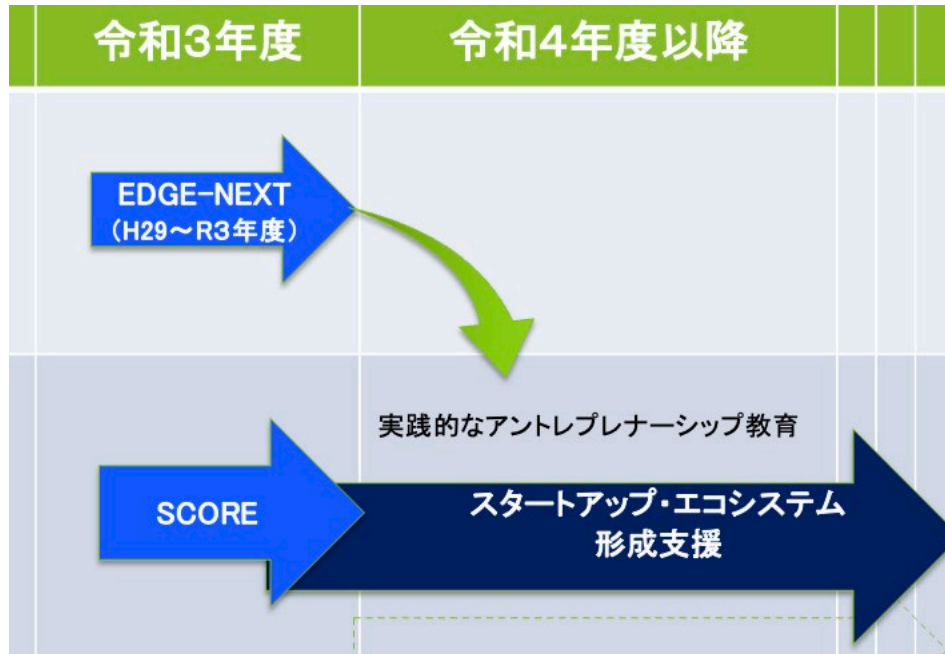 令和3年度
令和4年度以降
EDGE-NEXT
(H29～R3年度)
実践的なアントレプレナーシップ教育
SCORE
スタートアップ・エコシステム
形成支援